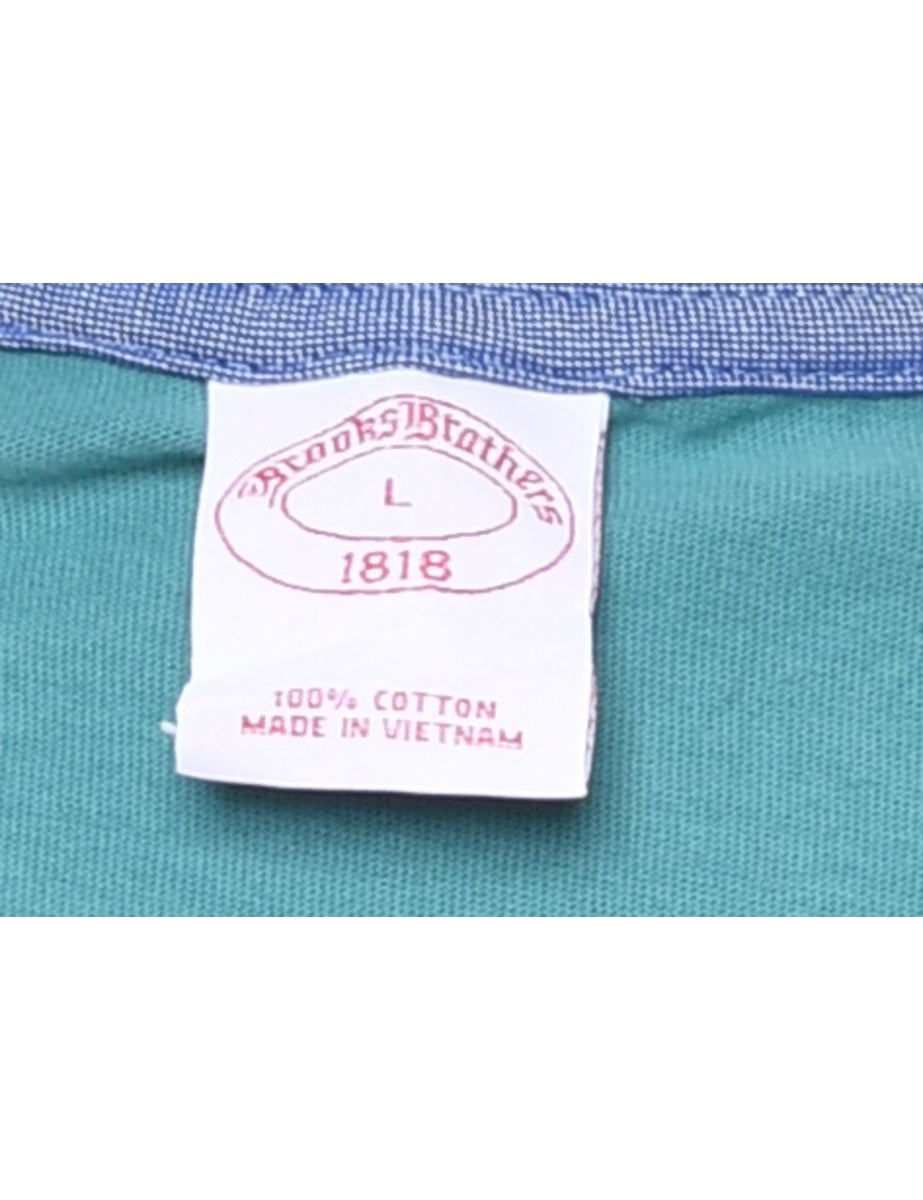 Brooks Brothers
L
1818
100% COTTON
MADE IN VIETNAM